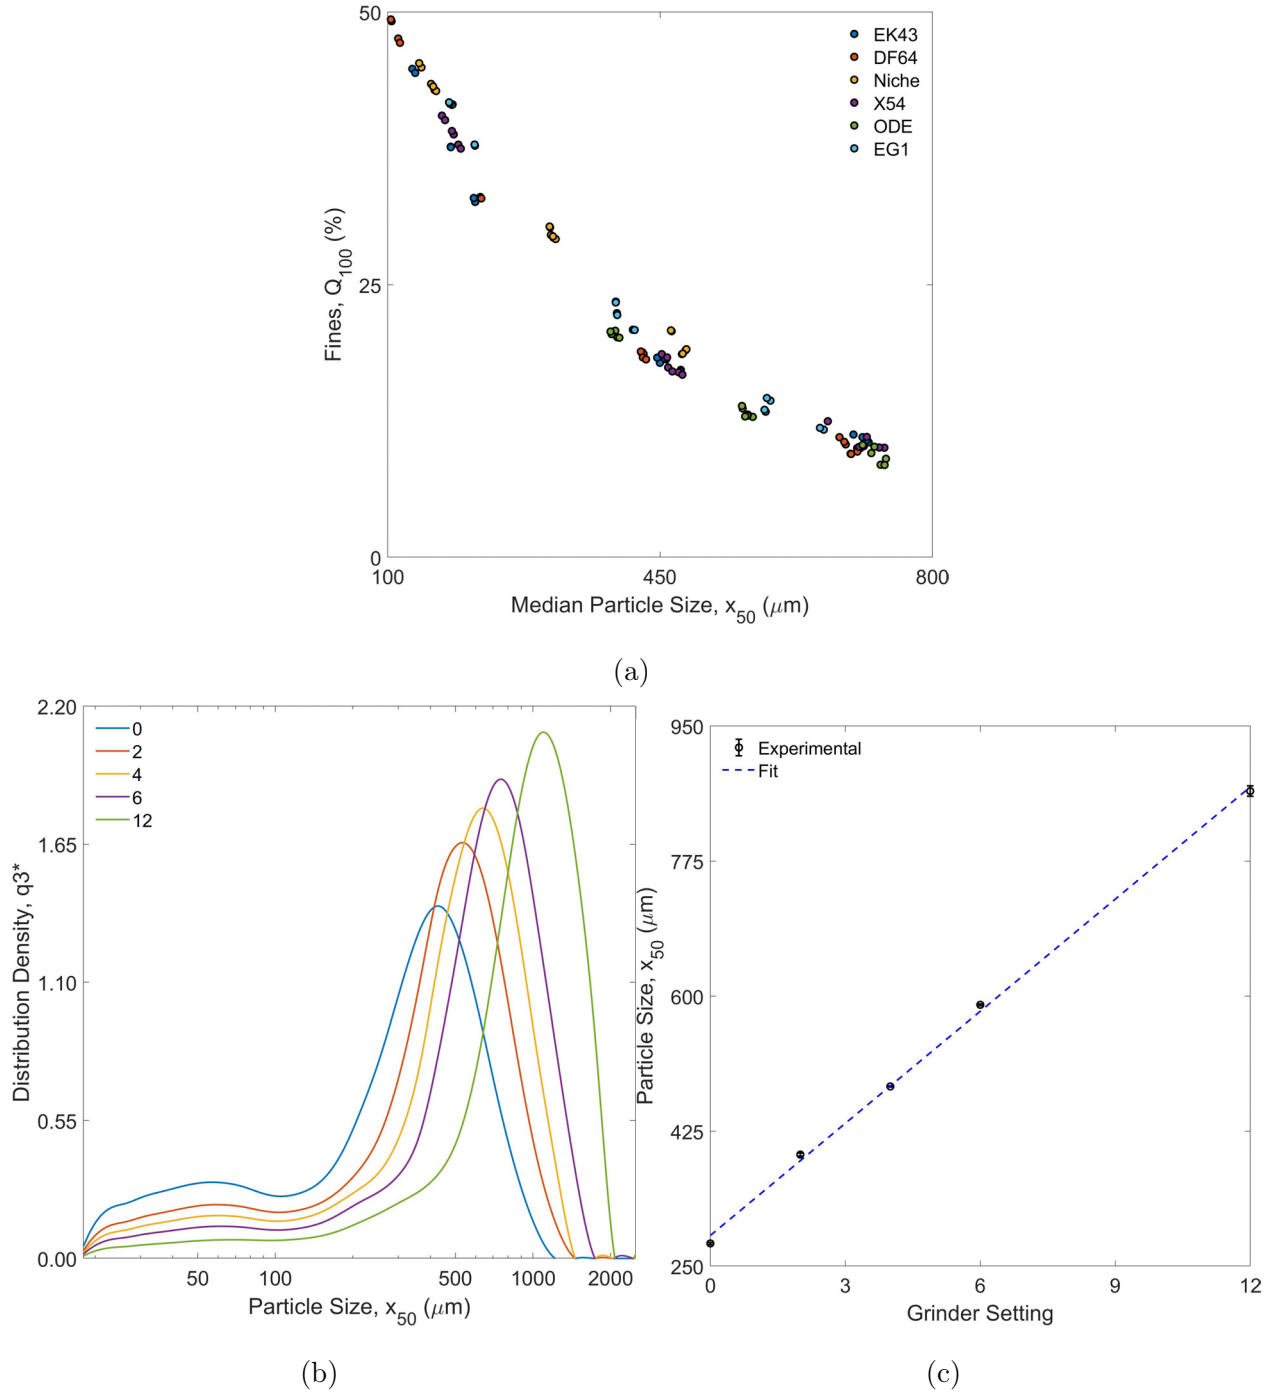 50
25
0
Fines, Q100 (%)
100 450 800
Median Particle Size, x50 (μm)
EK43
DF64
Niche
X54
ODE
EG1
(a)
2.20
1.65
1.10
0.55
0.00
Distribution Density, q3*
0
2
4
6
12
50 100 500 1000 2000
Particle Size, x50 (μm)
(b)
950
775
600
425
250
Particle Size, x50 (μm)
Experimental
Fit
0 3 6 9 12
Grinder Setting
(c)